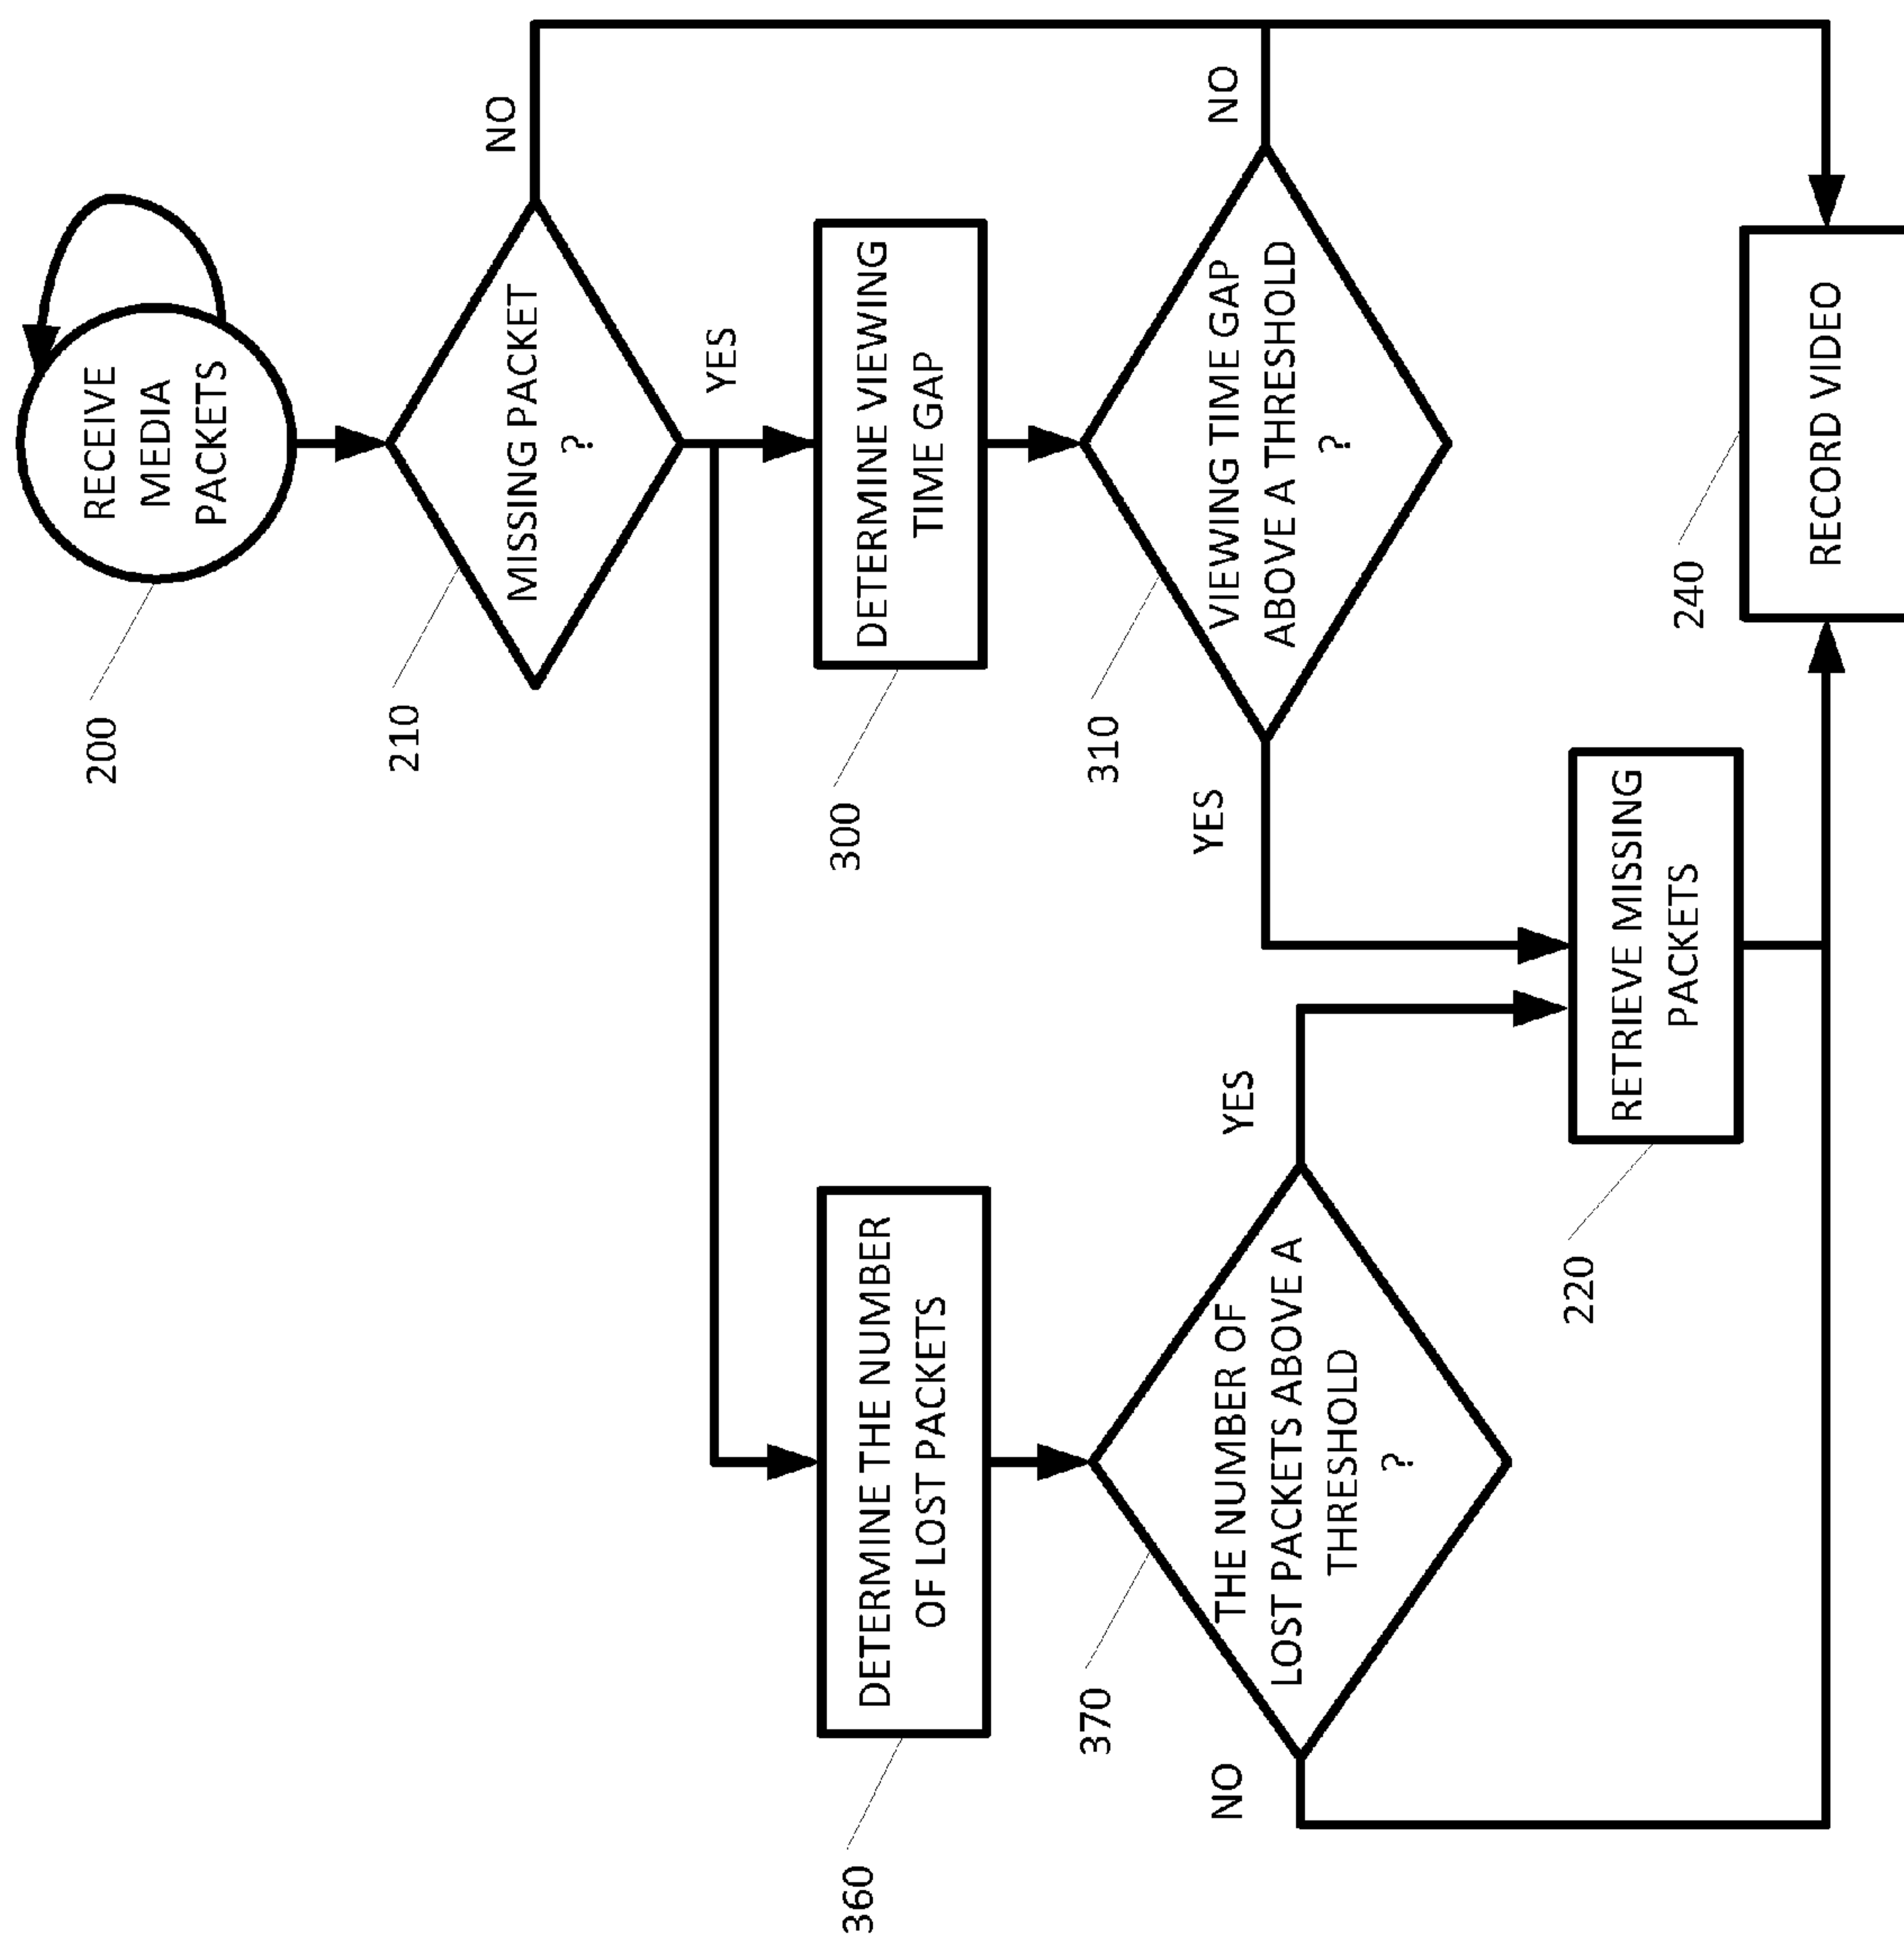 RECEIVE
MEDIA
PACKETS
200
NO
MISSING PACKET
?
210
YES
DETERMINE VIEWING
TIME GAP
300
DETERMINE THE NUMBER
OF LOST PACKETS
360
NO
VIEWING TIME GAP
ABOVE A THRESHOLD
?
310
YES
THE NUMBER OF
LOST PACKETS ABOVE A
THRESHOLD
?
370
YES
NO
RETRIEVE MISSING
PACKETS
220
RECORD VIDEO
240